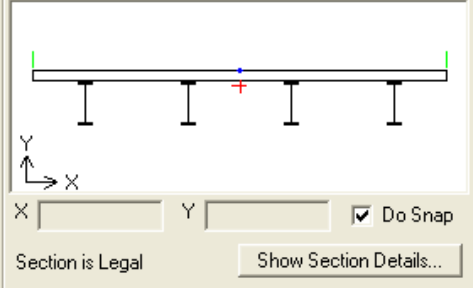 Y
X
X Y Do Snap
Section is Legal Show Section Details...